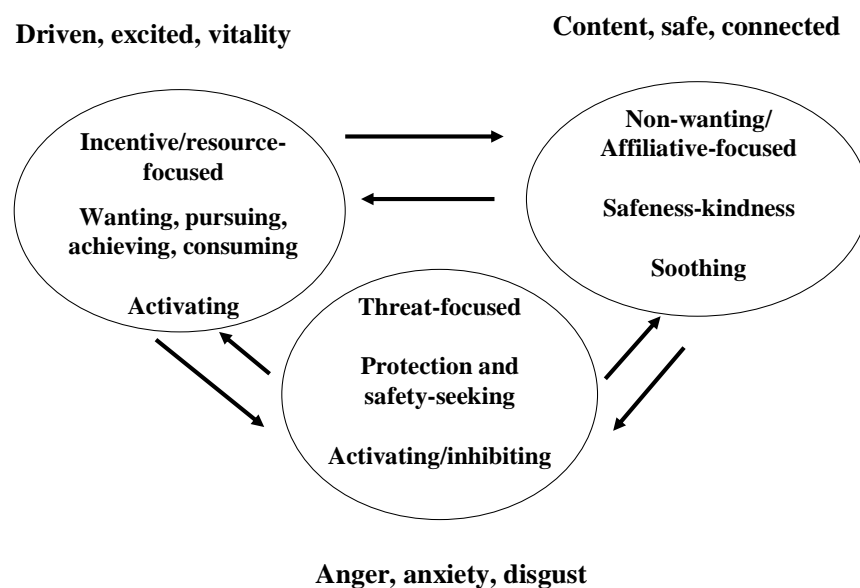 Driven, excited, vitality
Content, safe, connected
Incentive/resource-
focused
Wanting, pursuing,
achieving, consuming
Activating
Non-wanting/
Affiliative-focused
Safeness-kindness
Soothing
Threat-focused
Protection and
safety-seeking
Activating/inhibiting
Anger, anxiety, disgust